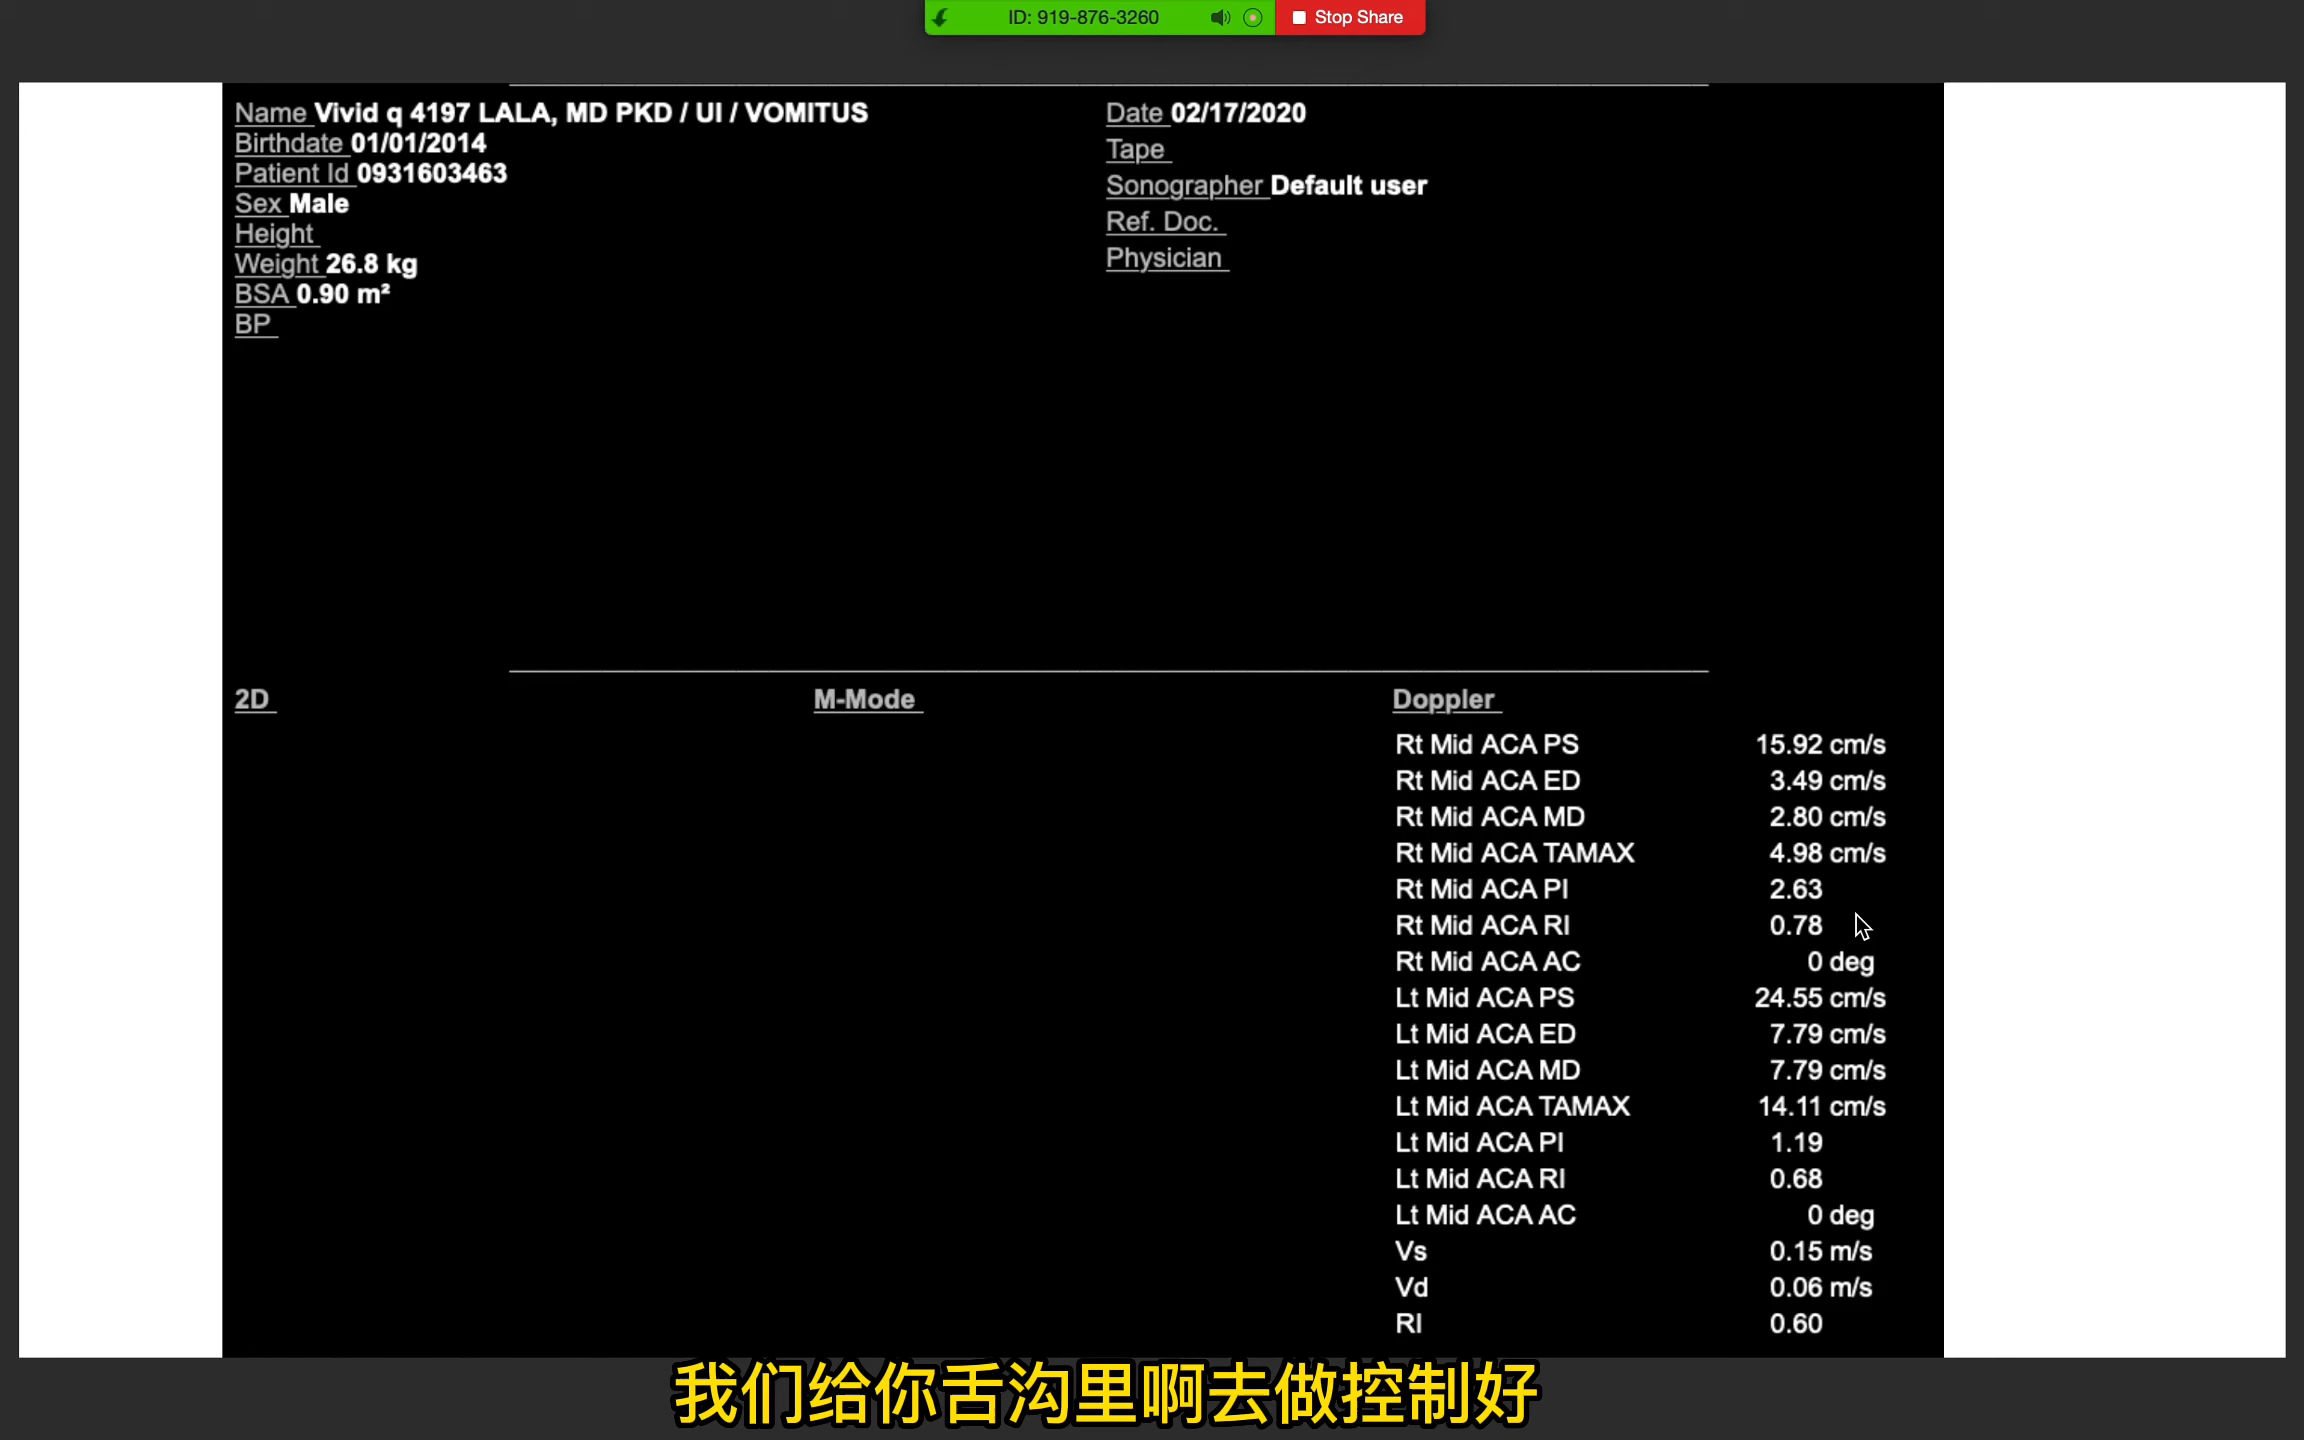 ID: 919-876-3260 Stop Share
Name Vivid q 4197 LALA, MD PKD / UI / VOMITUS
Birthdate 01/01/2014
Patient Id 0931603463
Sex Male
Height
Weight 26.8 kg
BSA 0.90 m²
BP
Date 02/17/2020
Tape
Sonographer Default user
Ref. Doc.
Physician
2D
M-Mode
Doppler
Rt Mid ACA PS 15.92 cm/s
Rt Mid ACA ED 3.49 cm/s
Rt Mid ACA MD 2.80 cm/s
Rt Mid ACA TAMAX 4.98 cm/s
Rt Mid ACA PI 2.63
Rt Mid ACA RI 0.78
Rt Mid ACA AC 0 deg
Lt Mid ACA PS 24.55 cm/s
Lt Mid ACA ED 7.79 cm/s
Lt Mid ACA MD 7.79 cm/s
Lt Mid ACA TAMAX 14.11 cm/s
Lt Mid ACA PI 1.19
Lt Mid ACA RI 0.68
Lt Mid ACA AC 0 deg
Vs 0.15 m/s
Vd 0.06 m/s
RI 0.60
我们给你舌沟里啊去做控制好